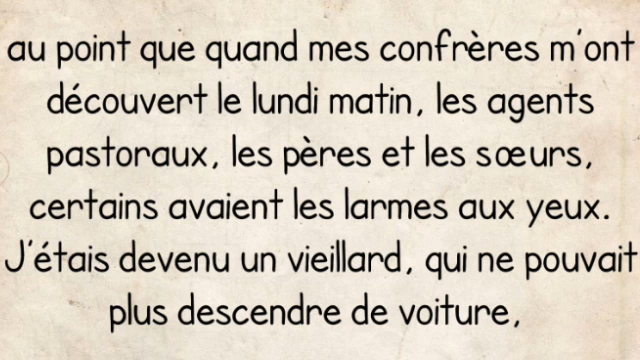 au point que quand mes confrères m'ont
découvert le lundi matin, les agents
pastoraux, les pères et les sœurs,
certains avaient les larmes aux yeux.
J'étais devenu un vieillard, qui ne pouvait
plus descendre de voiture,